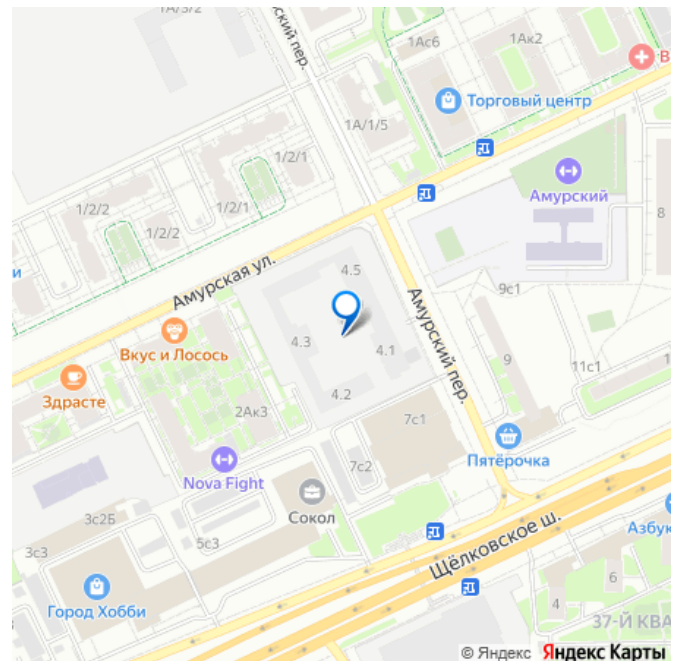 1А/3/2
ский пер.
1Ас6
1Ак2
В
Торговый центр
1А/1/5
1/2/1
Амурский
1/2/2
1/2/1
8
1/2/2
и
4.5
Амурская ул.
9с1
Амурский пер.
Вкус и Лосось
4.3
4.1
9
11с1
1
Здрасте
4.2
2Ак3
7с1
Пятёрочка
7с2
Nova Fight
Сокол
3с2Б
Щёлковское ш.
Азбук
5с3
3с3
Город Хобби
6
4
37-Й КВА
© Яндекс Яндекс Карты